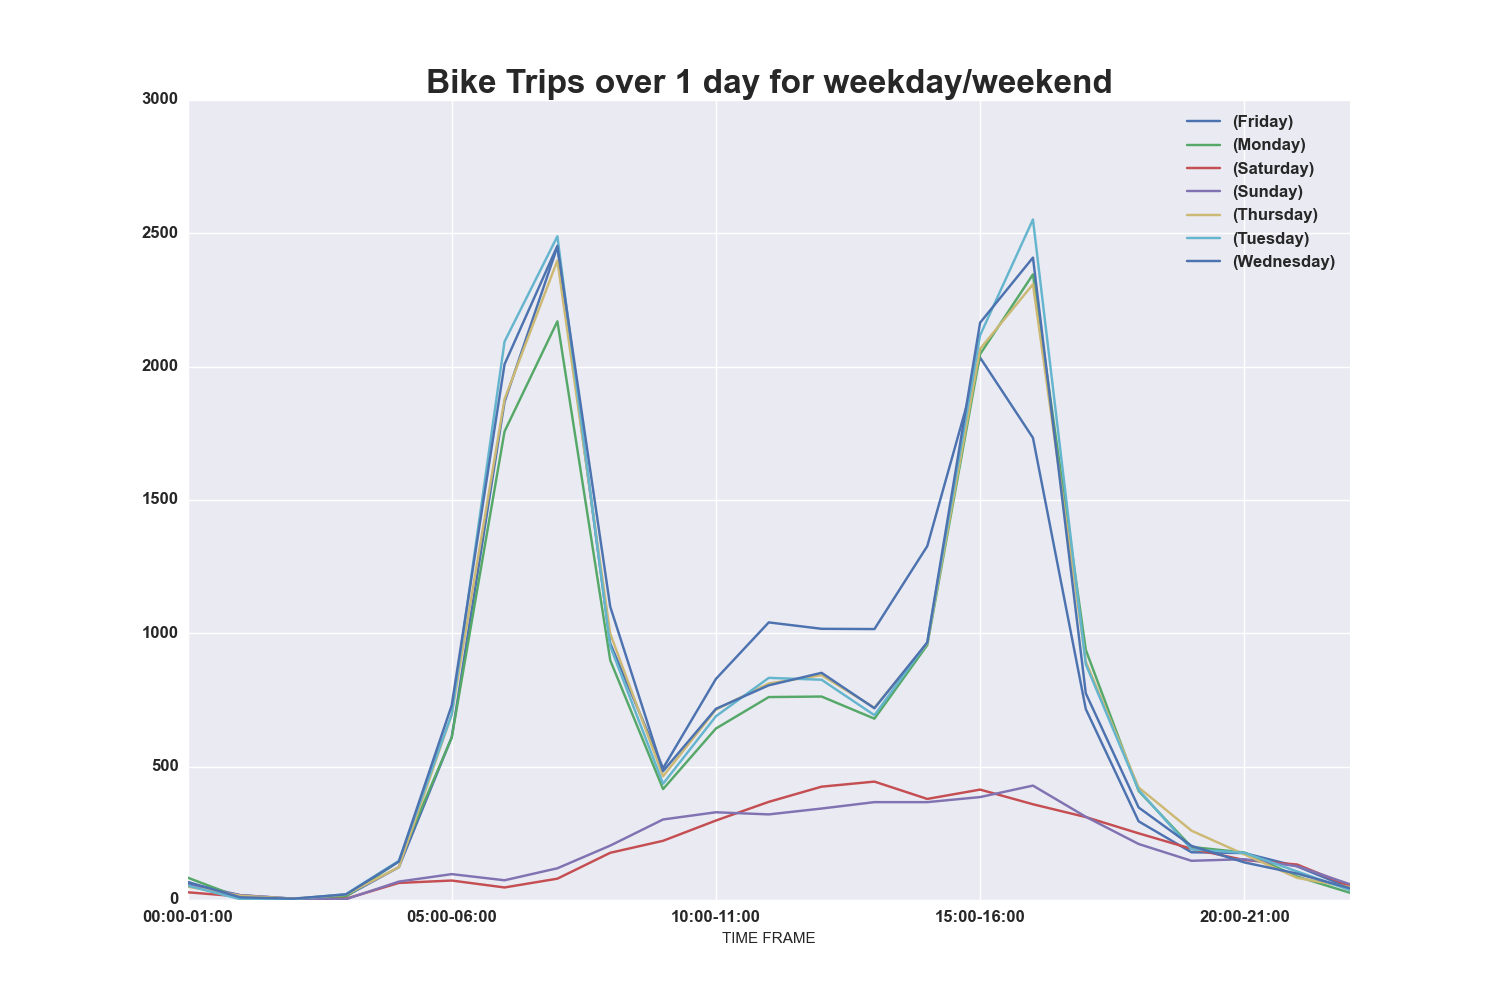 Bike Trips over 1 day for weekday/weekend
3000
2500
2000
1500
1000
500
0
(Friday)
(Monday)
(Saturday)
(Sunday)
(Thursday)
(Tuesday)
(Wednesday)
00:00-01:00 05:00-06:00 10:00-11:00 15:00-16:00 20:00-21:00
TIME FRAME